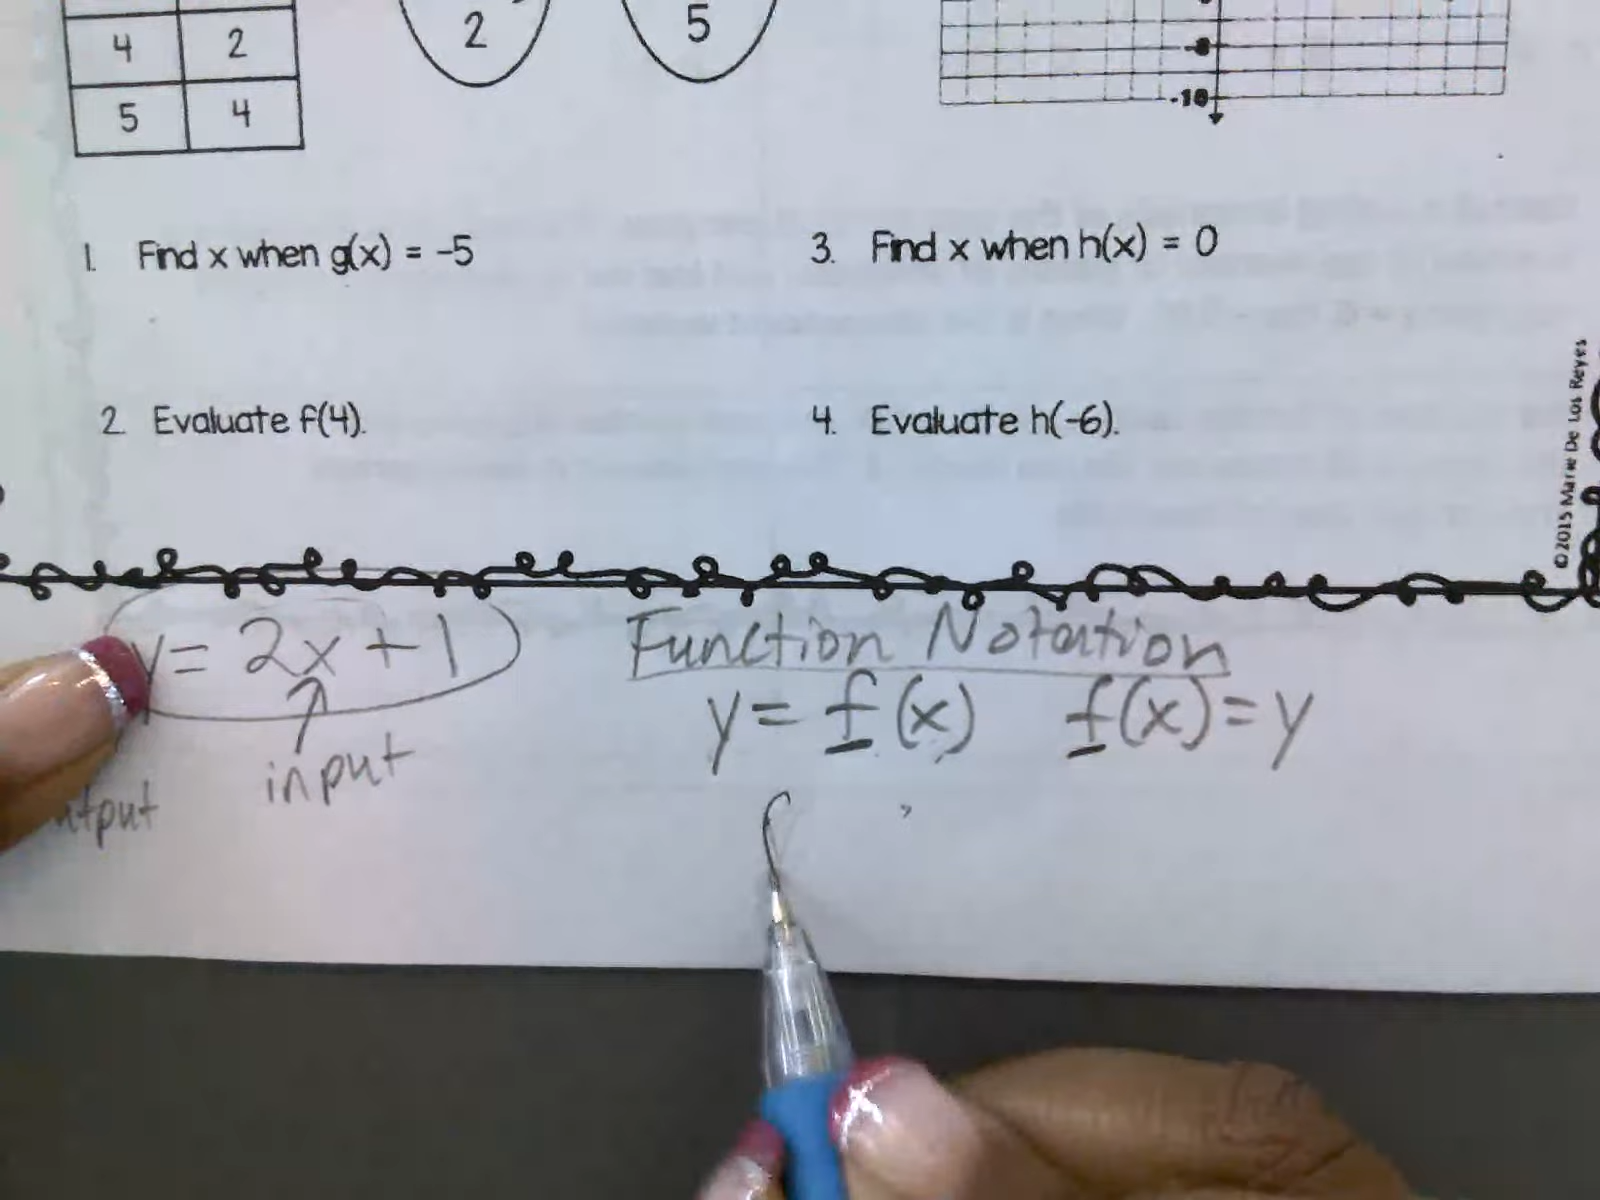 4 2
5 4
2
5
-8
-10
1. Find x when g(x) = -5
3. Find x when h(x) = 0
2. Evaluate f(4).
4. Evaluate h(-6).
©2015 Marie De Los Reyes
y = 2x + 1
input
Function Notation
y = f(x) f(x) = y